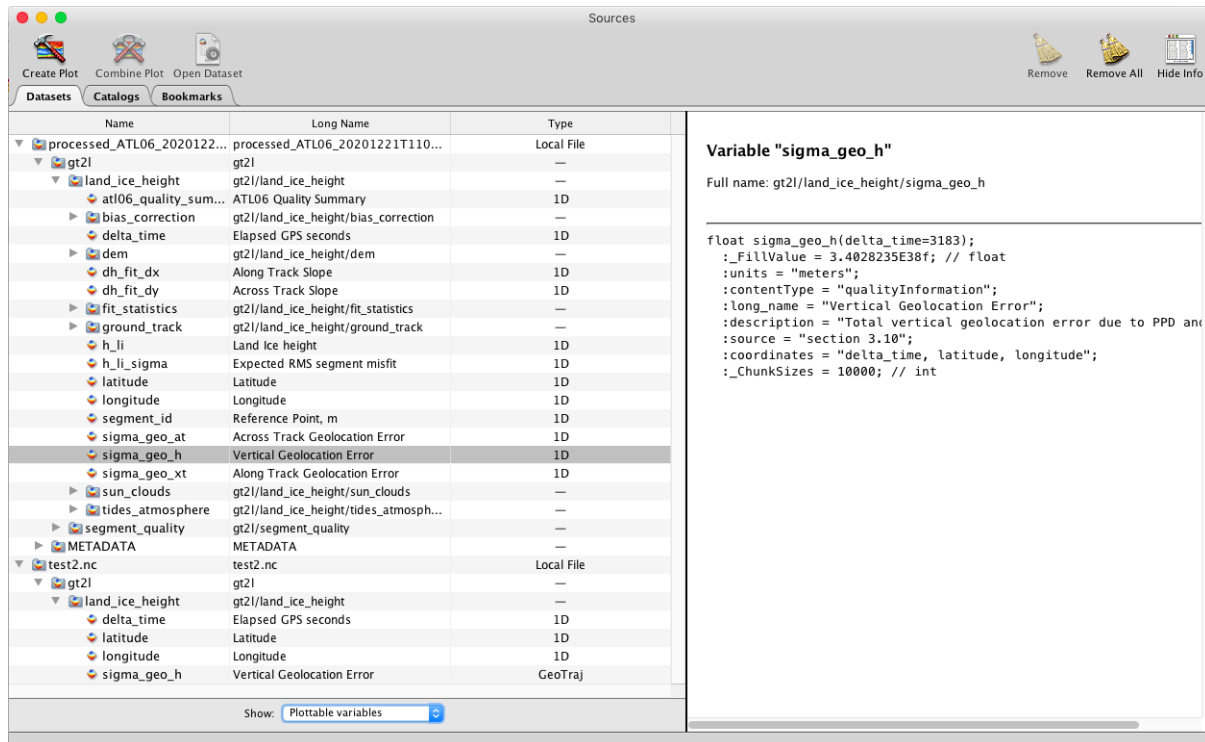 Sources
Create Plot Combine Plot Open Dataset Remove Remove All Hide Info
Datasets Catalogs Bookmarks
Name Long Name Type
processed_ATL06_2020122... processed_ATL06_20201221T110... Local File
gt2l gt2l —
land_ice_height gt2l/land_ice_height —
atl06_quality_sum... ATL06 Quality Summary 1D
bias_correction gt2l/land_ice_height/bias_correction —
delta_time Elapsed GPS seconds 1D
dem gt2l/land_ice_height/dem —
dh_fit_dx Along Track Slope 1D
dh_fit_dy Across Track Slope 1D
fit_statistics gt2l/land_ice_height/fit_statistics —
ground_track gt2l/land_ice_height/ground_track —
h_li Land Ice height 1D
h_li_sigma Expected RMS segment misfit 1D
latitude Latitude 1D
longitude Longitude 1D
segment_id Reference Point, m 1D
sigma_geo_at Across Track Geolocation Error 1D
sigma_geo_h Vertical Geolocation Error 1D
sigma_geo_xt Along Track Geolocation Error 1D
sun_clouds gt2l/land_ice_height/sun_clouds —
tides_atmosphere gt2l/land_ice_height/tides_atmosph... —
segment_quality gt2l/segment_quality —
METADATA METADATA —
test2.nc test2.nc Local File
gt2l gt2l —
land_ice_height gt2l/land_ice_height —
delta_time Elapsed GPS seconds 1D
latitude Latitude 1D
longitude Longitude 1D
sigma_geo_h Vertical Geolocation Error GeoTraj
Show: Plottable variables
Variable "sigma_geo_h"
Full name: gt2l/land_ice_height/sigma_geo_h
float sigma_geo_h(delta_time=3183);
:_FillValue = 3.4028235E38f; // float
:units = "meters";
:contentType = "qualityInformation";
:long_name = "Vertical Geolocation Error";
:description = "Total vertical geolocation error due to PPD and
:source = "section 3.10";
:coordinates = "delta_time, latitude, longitude";
:_ChunkSizes = 10000; // int